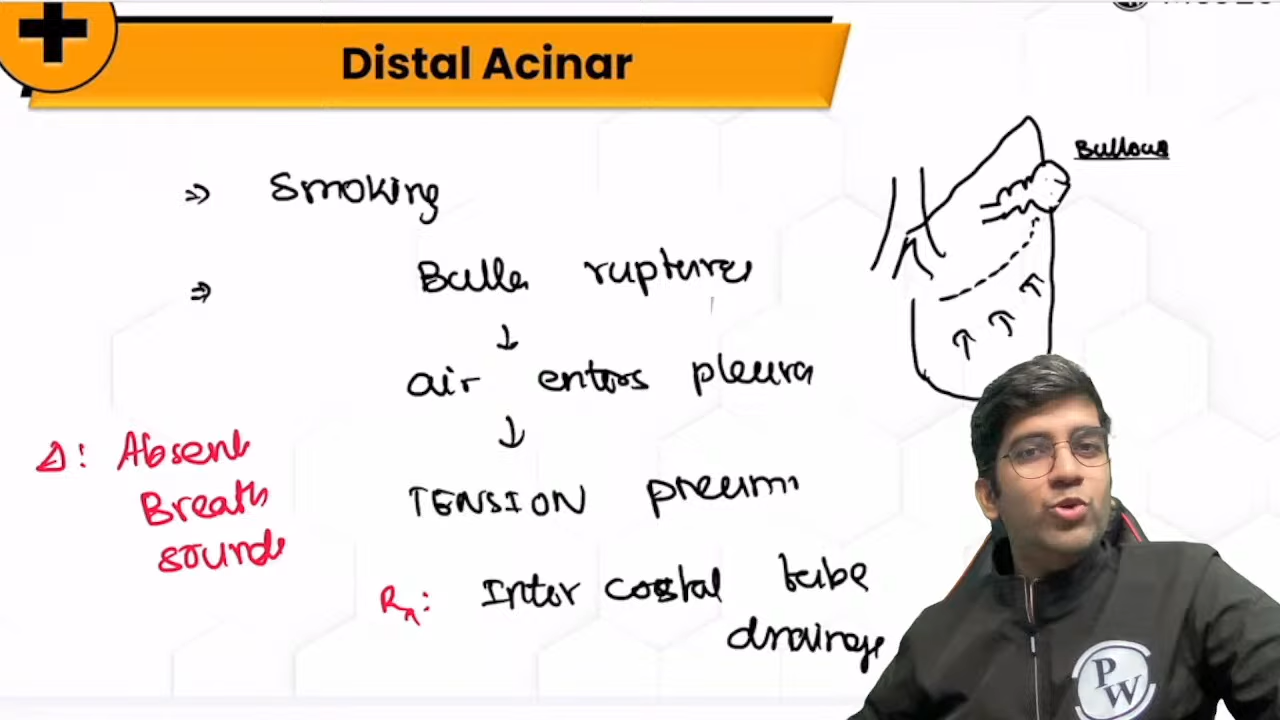 Distal Acinar
⇒ Smoking
Bullous
⇒ Bulla ruptures
↓
air enters pleura
↓
TENSION pneum
Δ: Absent
Breath
sounds
Rx: Inter costal tube
drainage
PW